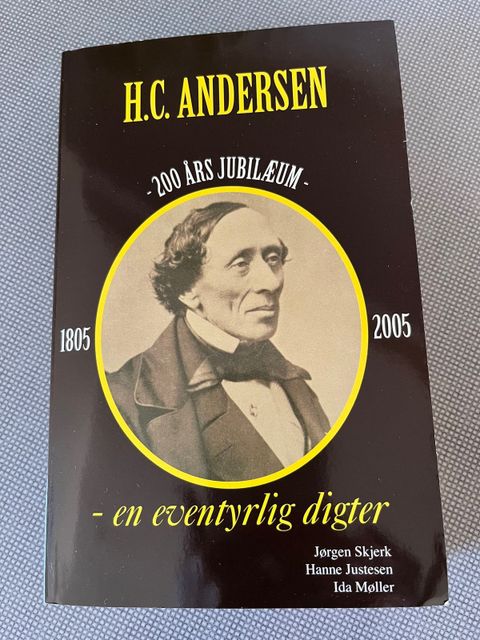 H.C. ANDERSEN
- 200 ÅRS JUBILÆUM -
1805
2005
- en eventyrlig digter
Jørgen Skjerk
Hanne Justesen
Ida Møller